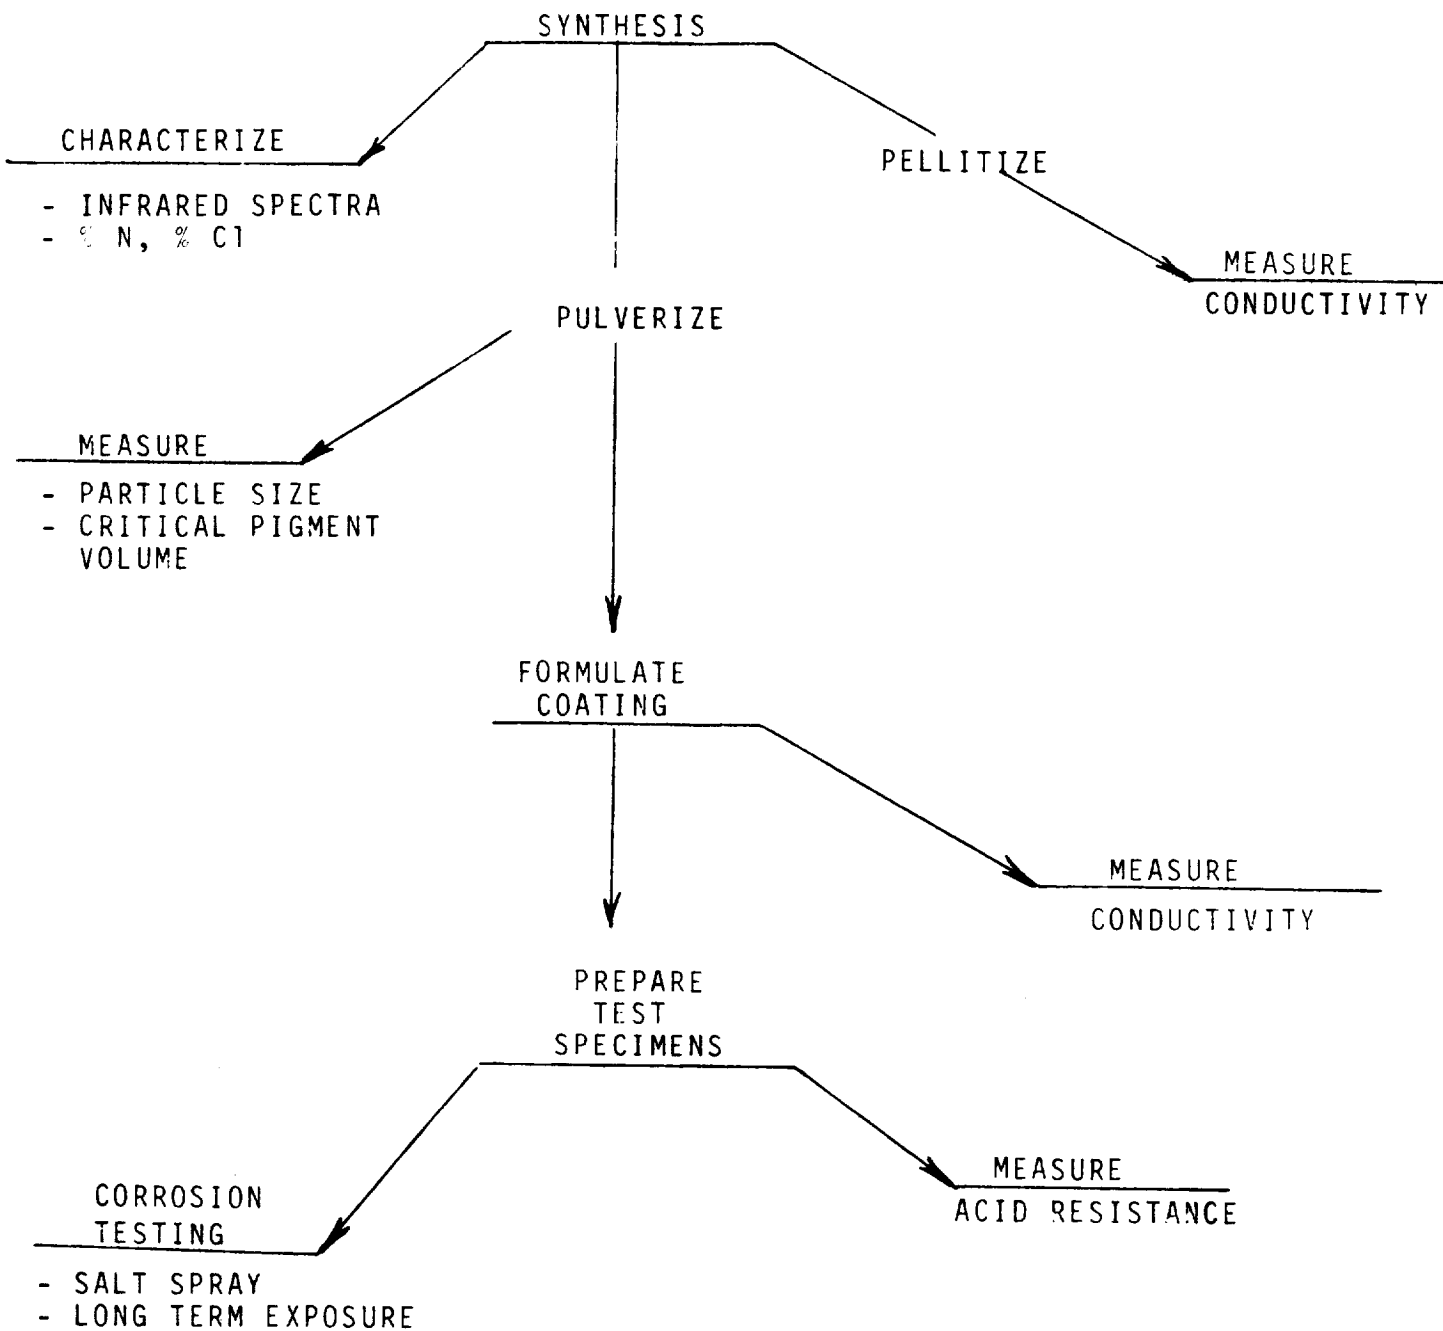 SYNTHESIS
CHARACTERIZE
- INFRARED SPECTRA
- % N, % Cl
PELLITIZE
MEASURE
CONDUCTIVITY
PULVERIZE
MEASURE
- PARTICLE SIZE
- CRITICAL PIGMENT
VOLUME
FORMULATE
COATING
MEASURE
CONDUCTIVITY
PREPARE
TEST
SPECIMENS
CORROSION
TESTING
- SALT SPRAY
- LONG TERM EXPOSURE
MEASURE
ACID RESISTANCE